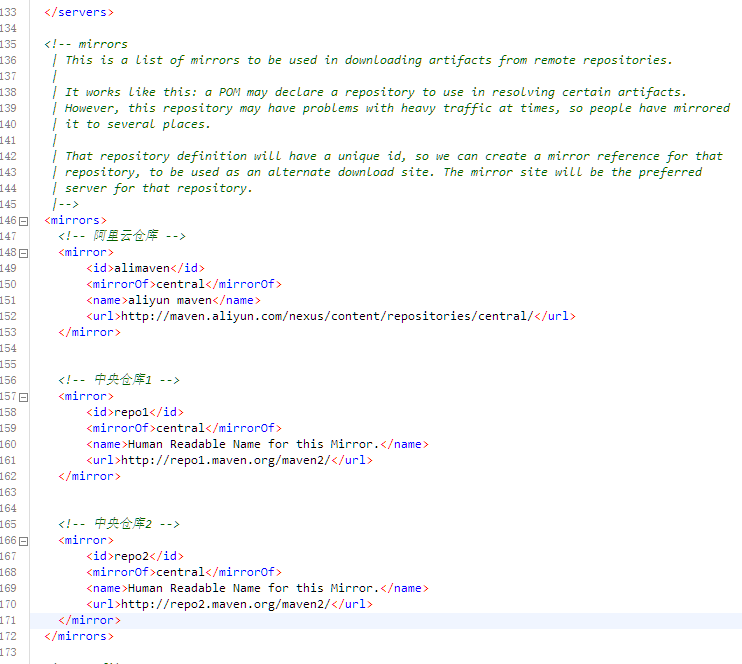 133 </servers>
134
135 <!-- mirrors
136 | This is a list of mirrors to be used in downloading artifacts from remote repositories.
137 |
138 | It works like this: a POM may declare a repository to use in resolving certain artifacts.
139 | However, this repository may have problems with heavy traffic at times, so people have mirrored
140 | it to several places.
141 |
142 | That repository definition will have a unique id, so we can create a mirror reference for that
143 | repository, to be used as an alternate download site. The mirror site will be the preferred
144 | server for that repository.
145 |-->
146 <mirrors>
147 <!-- 阿里云仓库 -->
148 <mirror>
149 <id>alimaven</id>
150 <mirrorOf>central</mirrorOf>
151 <name>aliyun maven</name>
152 <url>http://maven.aliyun.com/nexus/content/repositories/central/</url>
153 </mirror>
154
155
156 <!-- 中央仓库1 -->
157 <mirror>
158 <id>repo1</id>
159 <mirrorOf>central</mirrorOf>
160 <name>Human Readable Name for this Mirror.</name>
161 <url>http://repo1.maven.org/maven2/</url>
162 </mirror>
163
164
165 <!-- 中央仓库2 -->
166 <mirror>
167 <id>repo2</id>
168 <mirrorOf>central</mirrorOf>
169 <name>Human Readable Name for this Mirror.</name>
170 <url>http://repo2.maven.org/maven2/</url>
171 </mirror>
172 </mirrors>
173